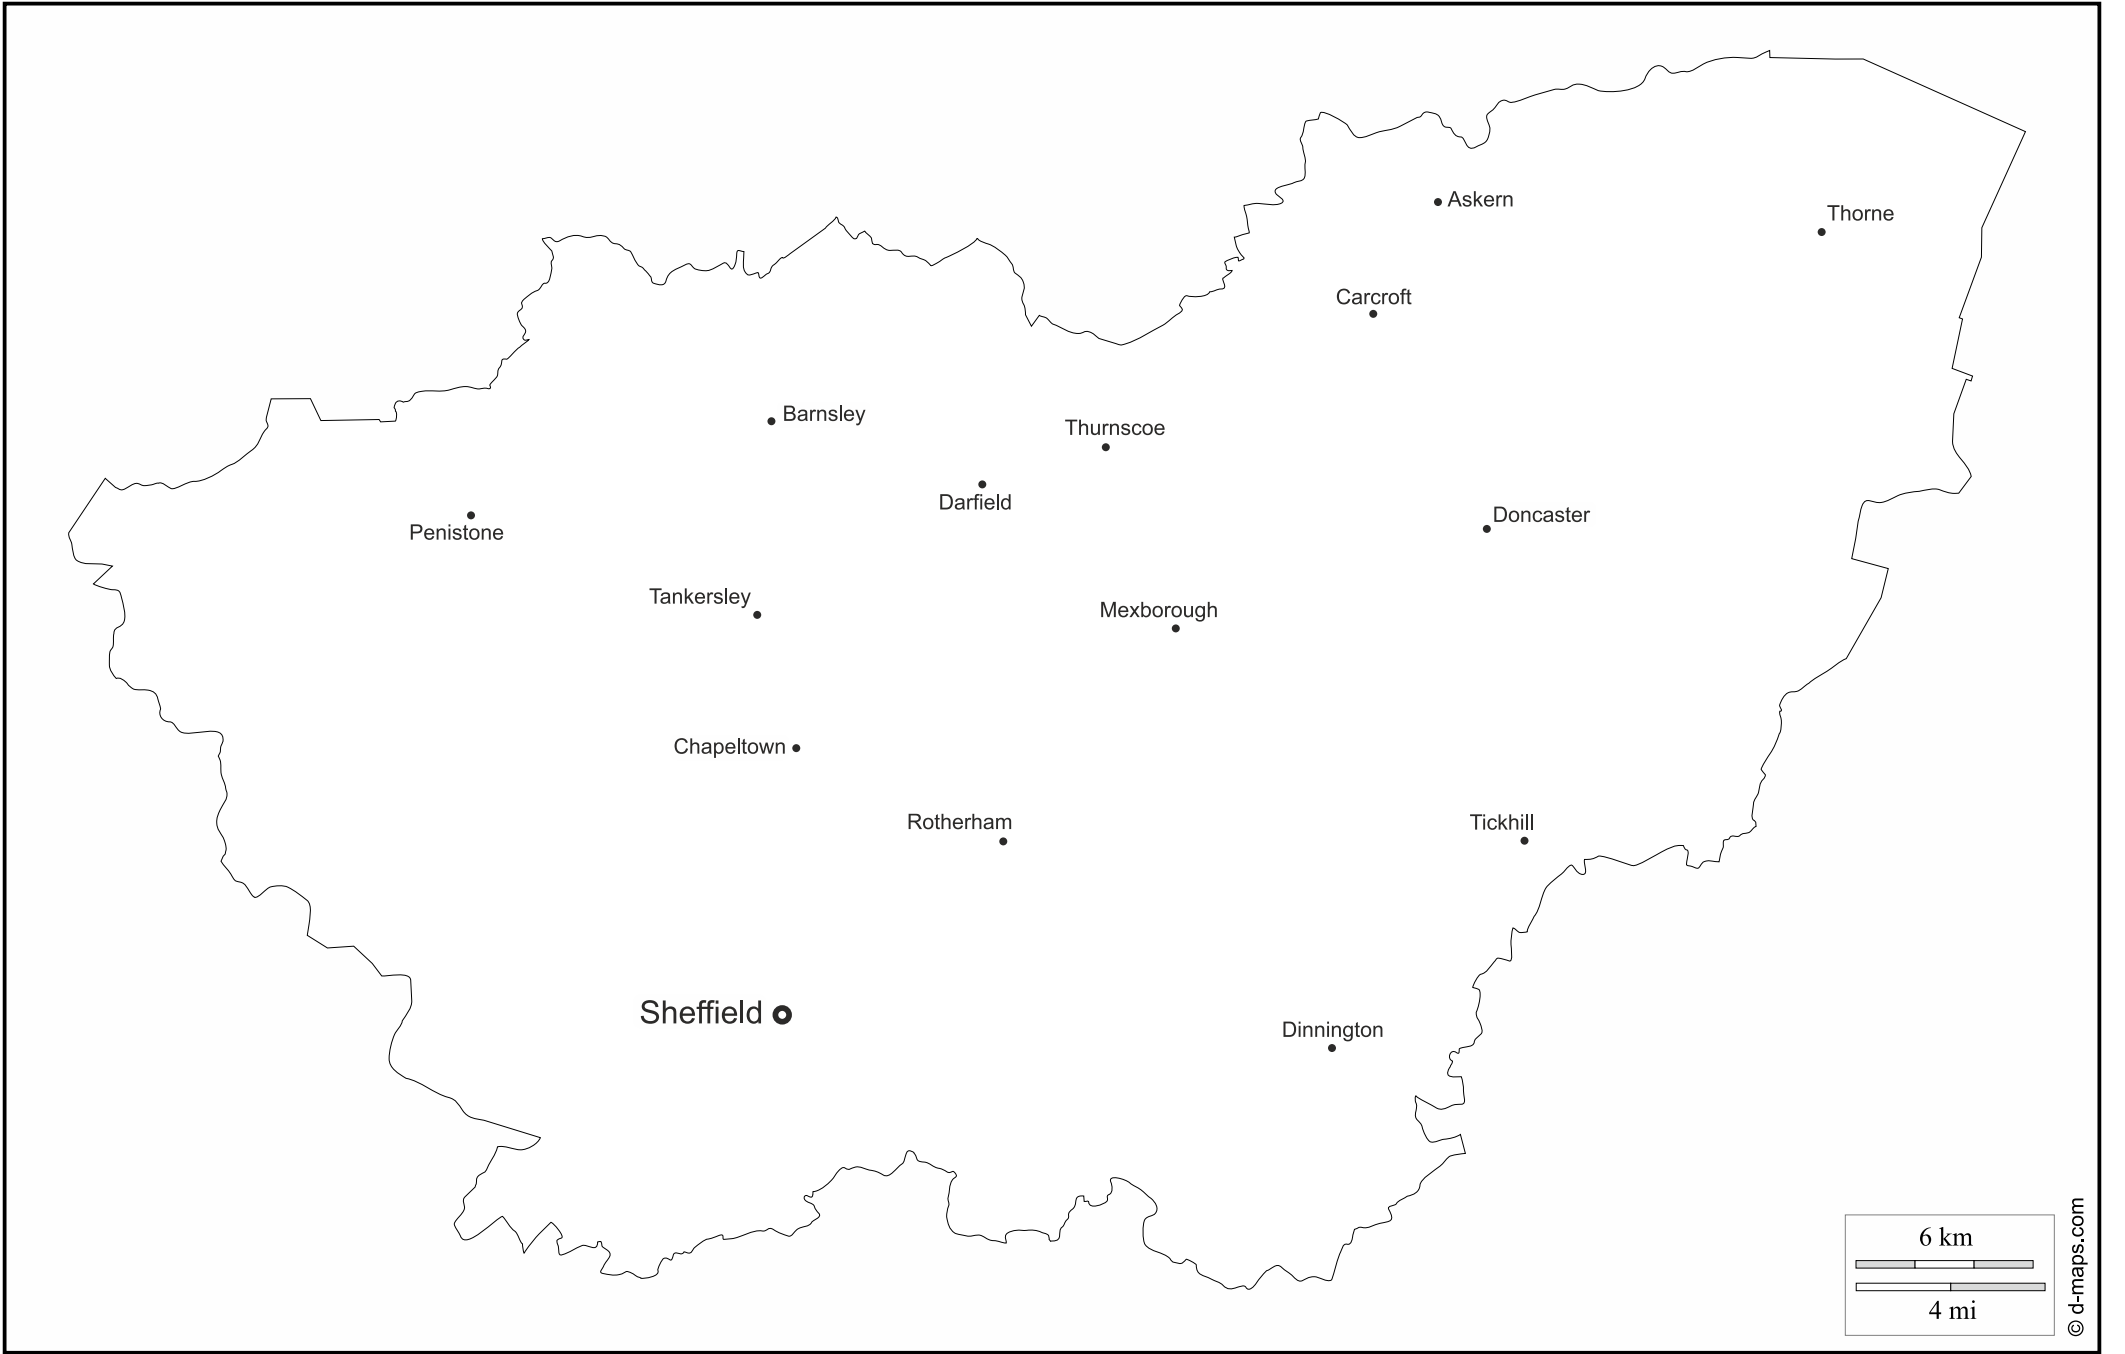 Askern
Thorne
Carcroft
Barnsley
Thurnscoe
Darfield
Doncaster
Penistone
Tankersley
Mexborough
Chapeltown
Rotherham
Tickhill
Sheffield
Dinnington
6 km
4 mi
© d-maps.com